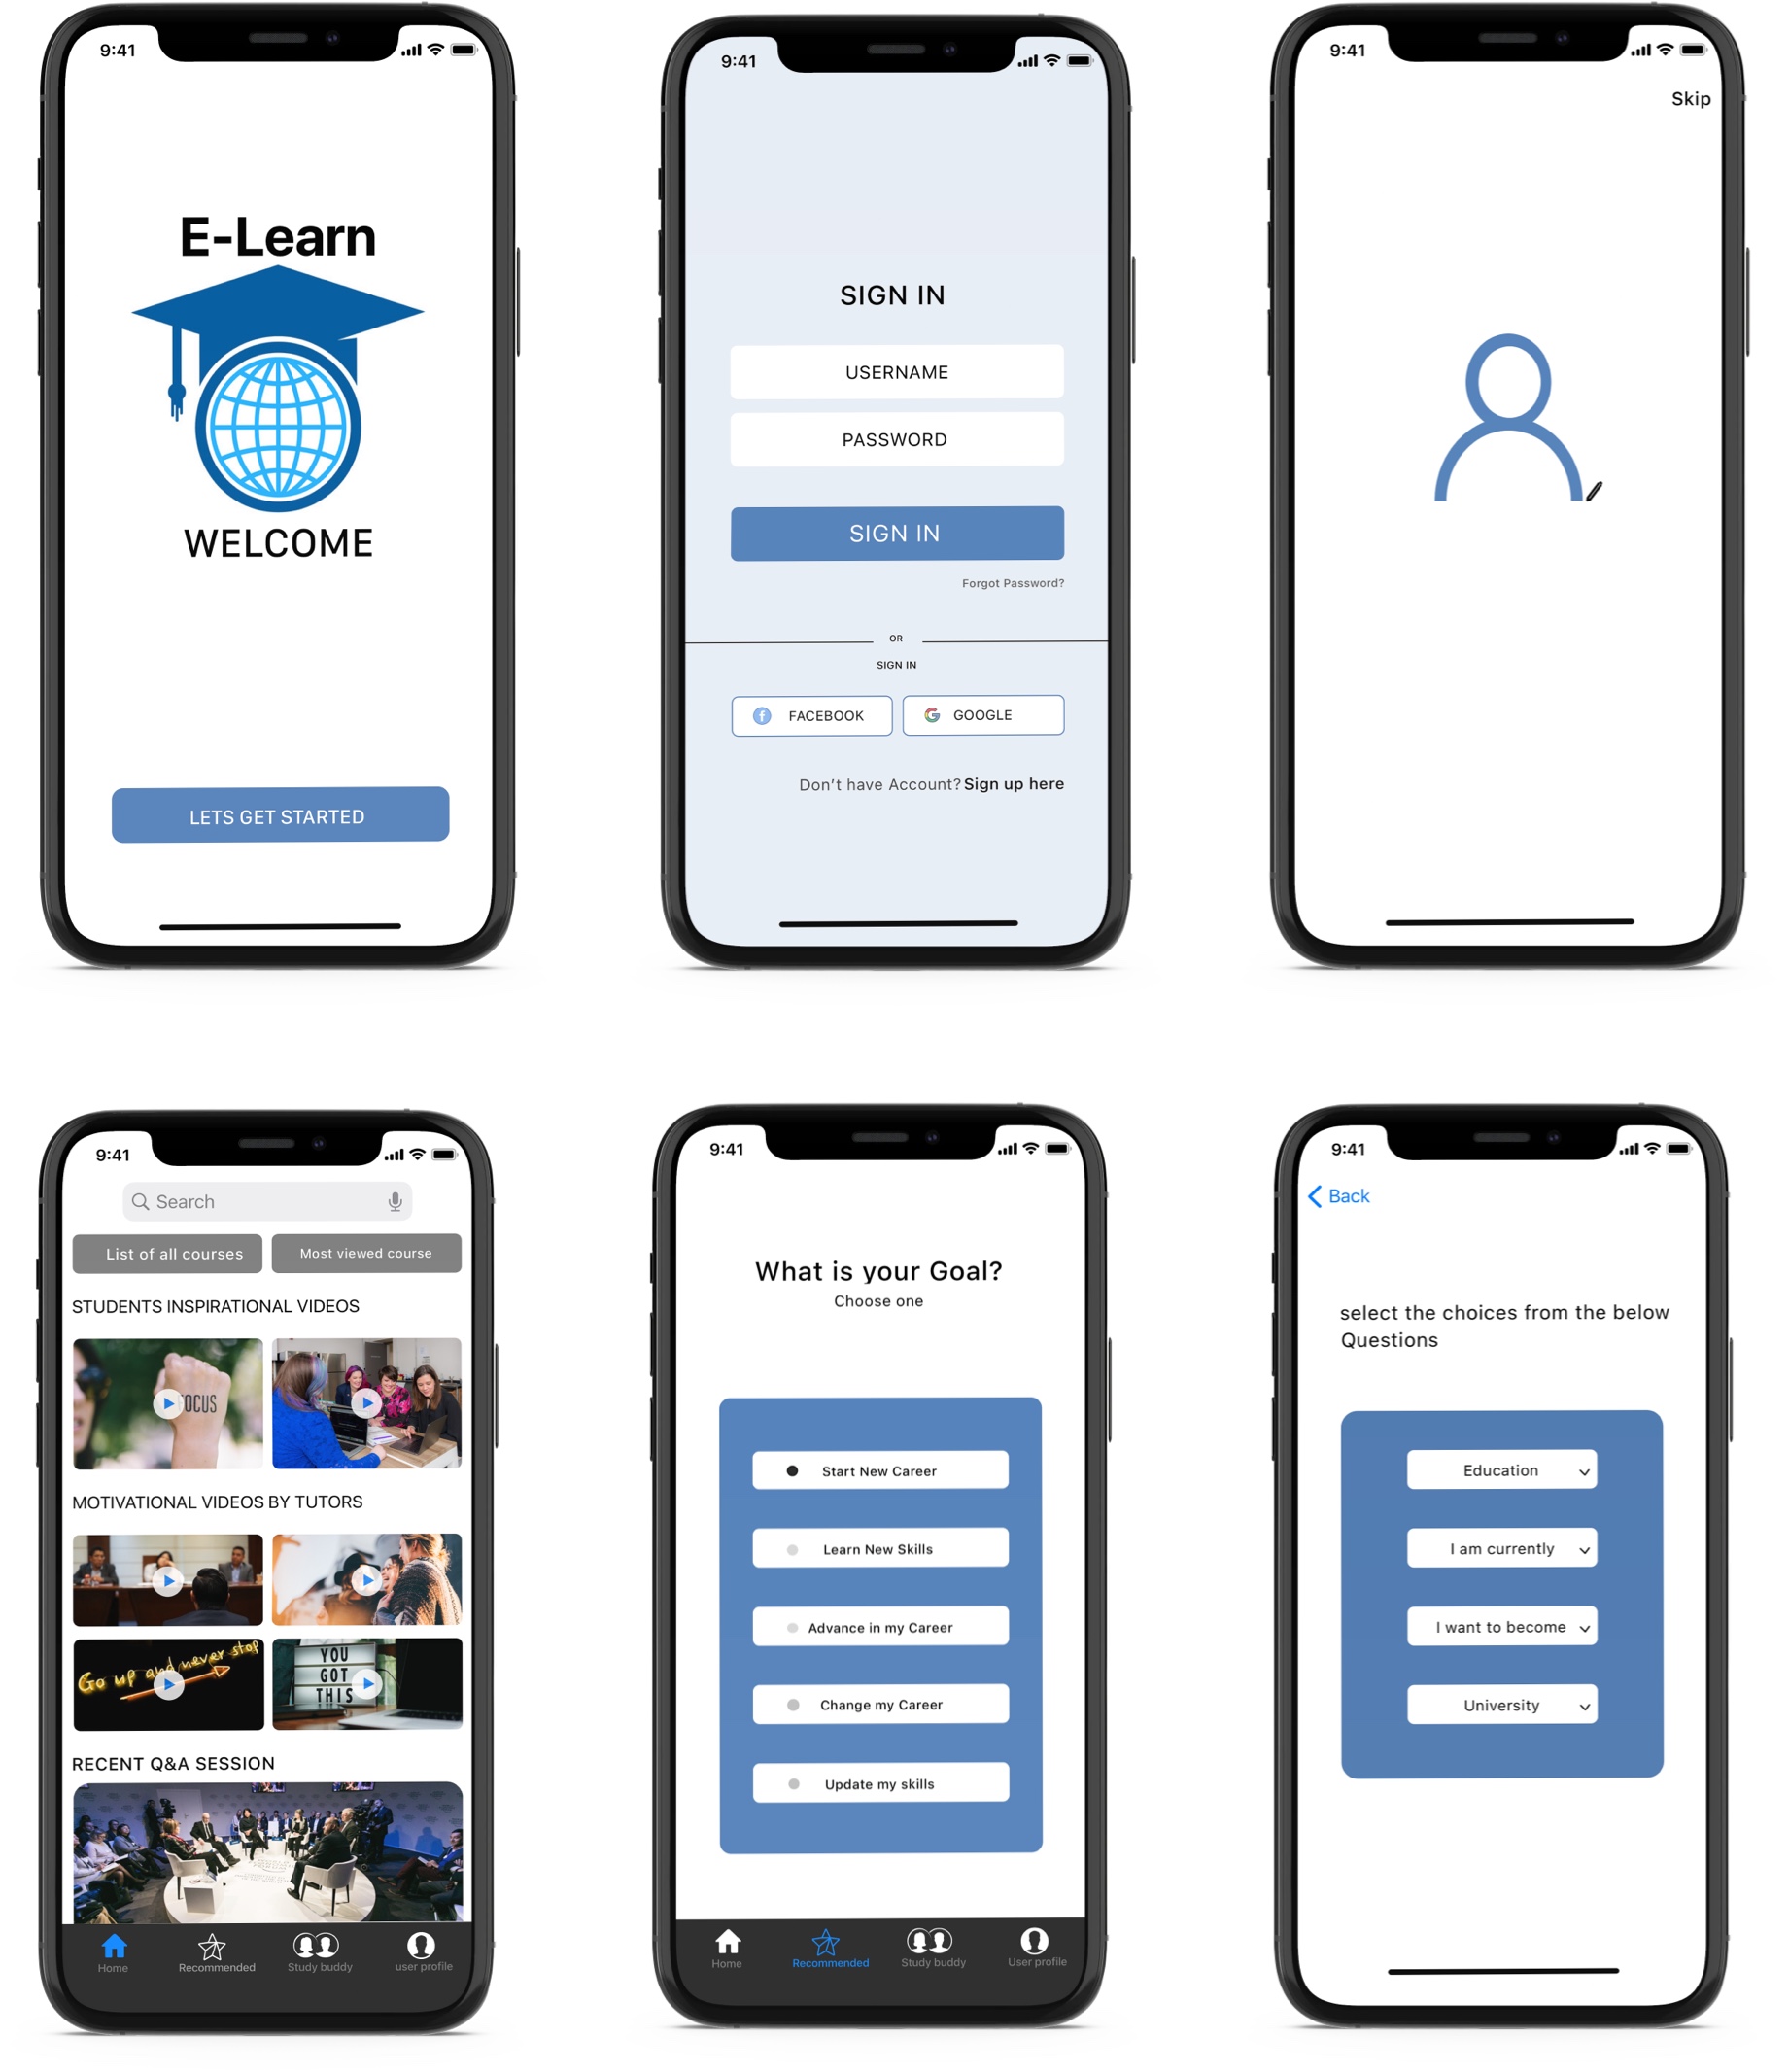 9:41
E-Learn
WELCOME
LETS GET STARTED
9:41
SIGN IN
USERNAME
PASSWORD
SIGN IN
Forgot Password?
OR
SIGN IN
f FACEBOOK
G GOOGLE
Don't have Account? Sign up here
9:41
Skip
9:41
Search
List of all courses
Most viewed course
STUDENTS INSPIRATIONAL VIDEOS
OCUS
MOTIVATIONAL VIDEOS BY TUTORS
Go up and never stop
YOU
GOT
THIS
RECENT Q&A SESSION
Home
Recommended
Study buddy
user profile
9:41
What is your Goal?
Choose one
Start New Career
Learn New Skills
Advance in my Career
Change my Career
Update my skills
Home
Recommended
Study buddy
User profile
9:41
Back
select the choices from the below
Questions
Education
I am currently
I want to become
University